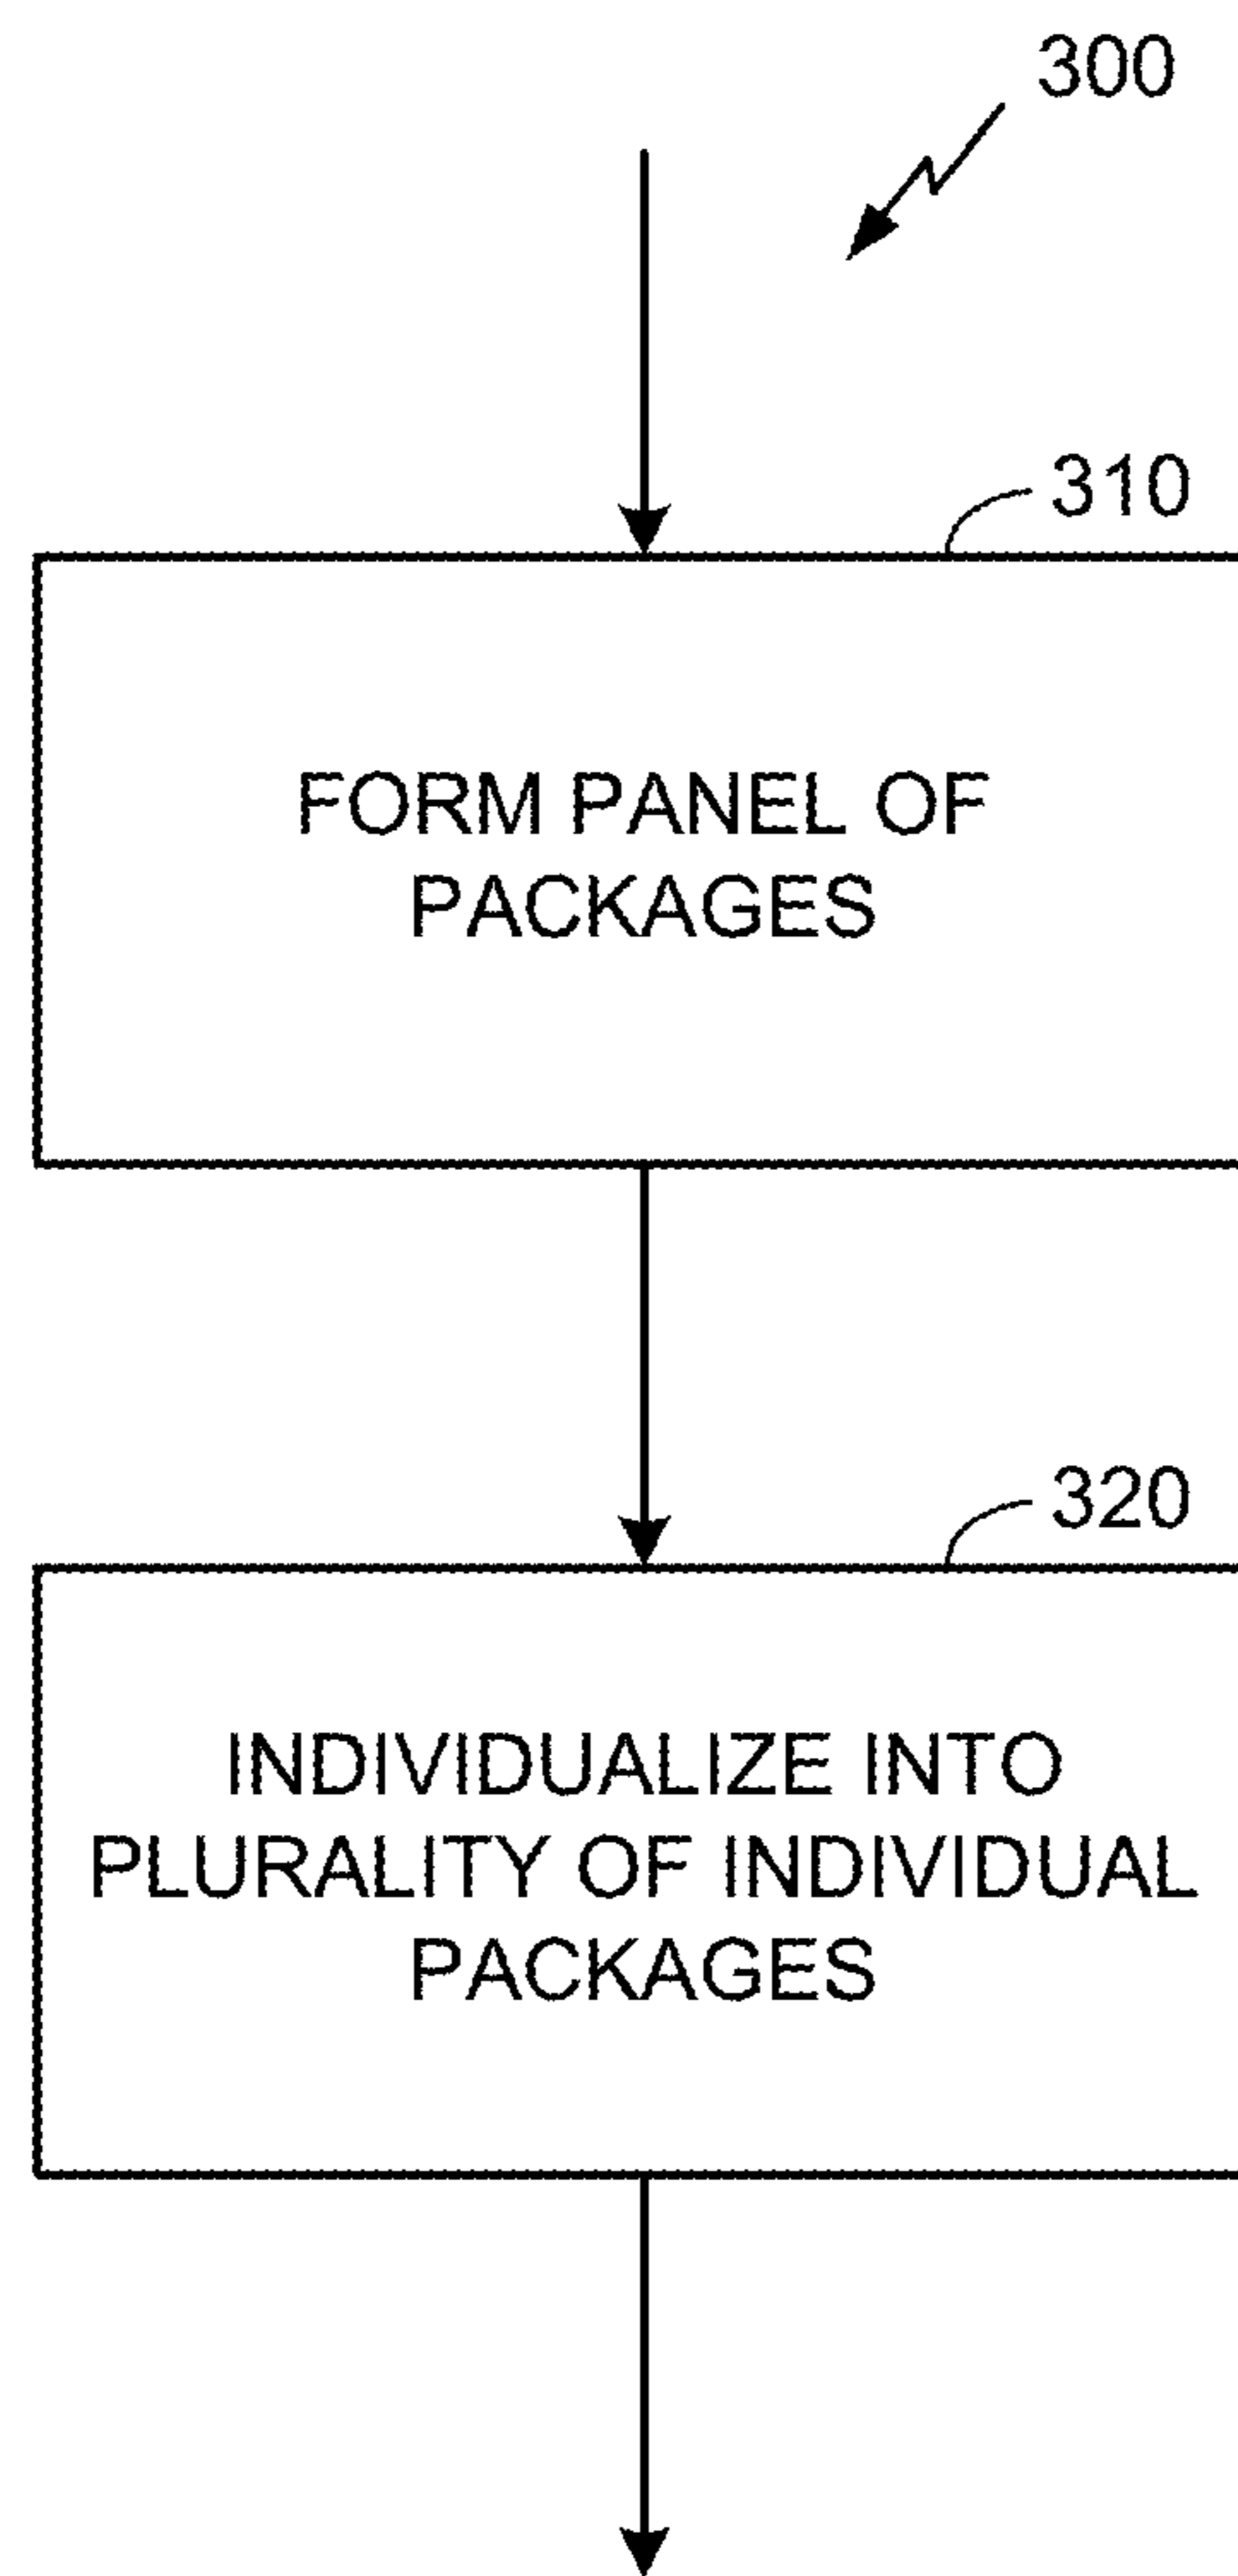 300
310
FORM PANEL OF
PACKAGES
320
INDIVIDUALIZE INTO
PLURALITY OF INDIVIDUAL
PACKAGES